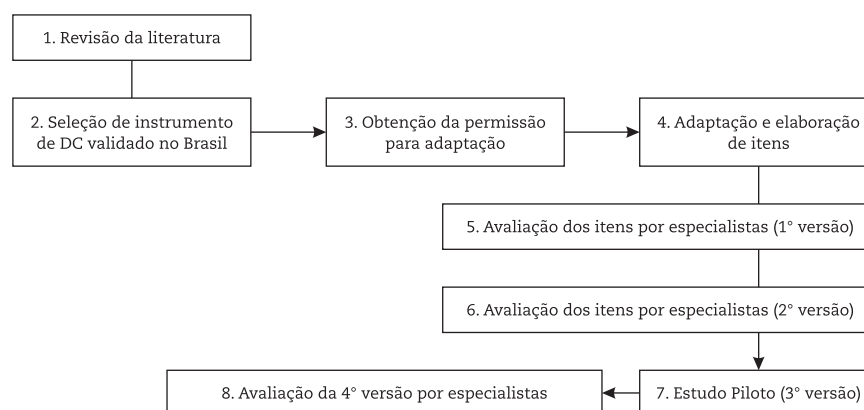 1. Revisão da literatura
2. Seleção de instrumento
de DC validado no Brasil
3. Obtenção da permissão
para adaptação
4. Adaptação e elaboração
de itens
5. Avaliação dos itens por especialistas (1° versão)
6. Avaliação dos itens por especialistas (2° versão)
7. Estudo Piloto (3° versão)
8. Avaliação da 4° versão por especialistas